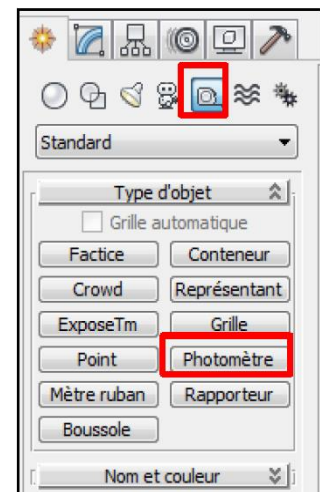 Standard
Type d'objet
Grille automatique
Factice Conteneur
Crowd Représentant
ExposeTm Grille
Point Photomètre
Mètre ruban Rapporteur
Boussole
Nom et couleur